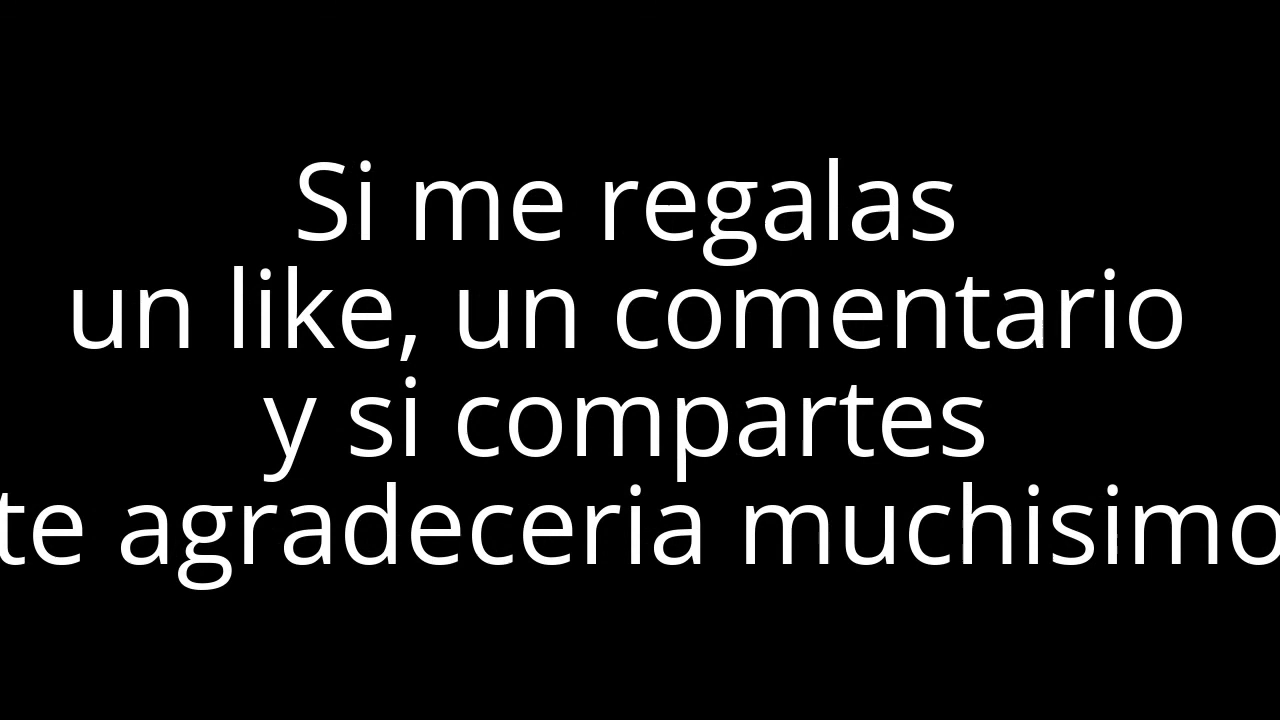 Si me regalas
un like, un comentario
y si compartes
te agradeceria muchisimo